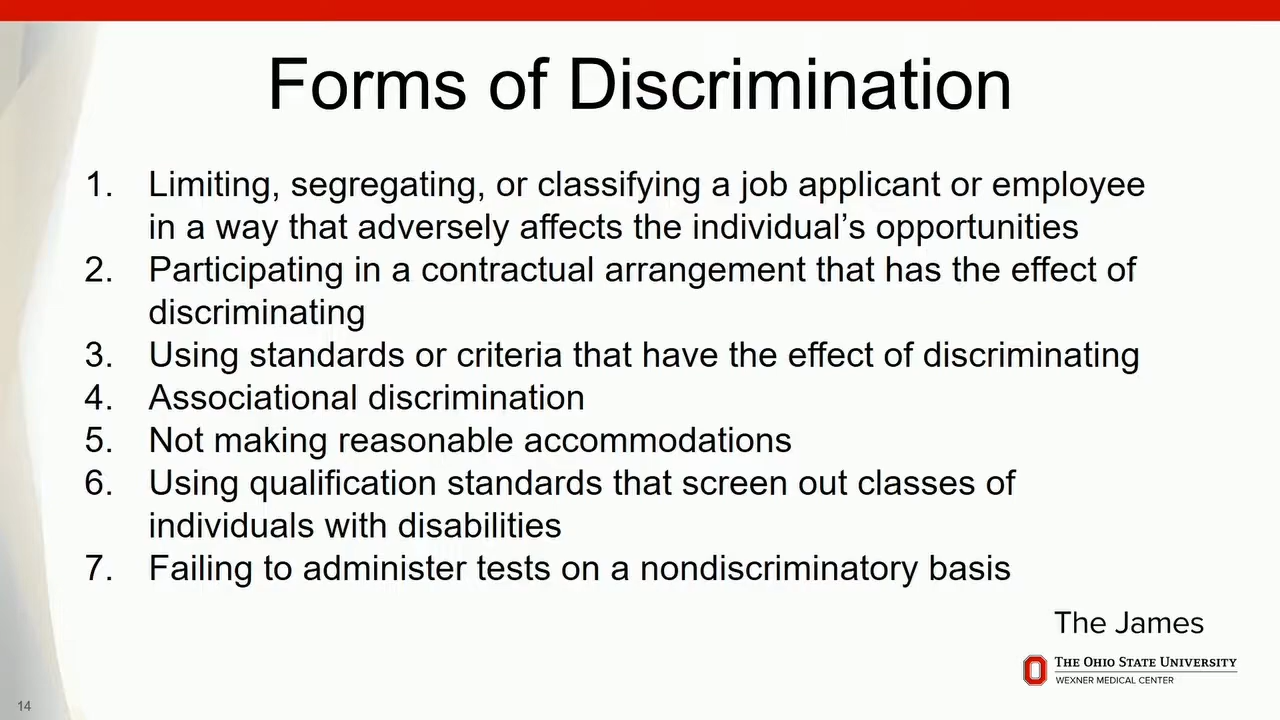 Forms of Discrimination
1. Limiting, segregating, or classifying a job applicant or employee
in a way that adversely affects the individual’s opportunities
2. Participating in a contractual arrangement that has the effect of
discriminating
3. Using standards or criteria that have the effect of discriminating
4. Associational discrimination
5. Not making reasonable accommodations
6. Using qualification standards that screen out classes of
individuals with disabilities
7. Failing to administer tests on a nondiscriminatory basis
The James
THE OHIO STATE UNIVERSITY
WEXNER MEDICAL CENTER
14